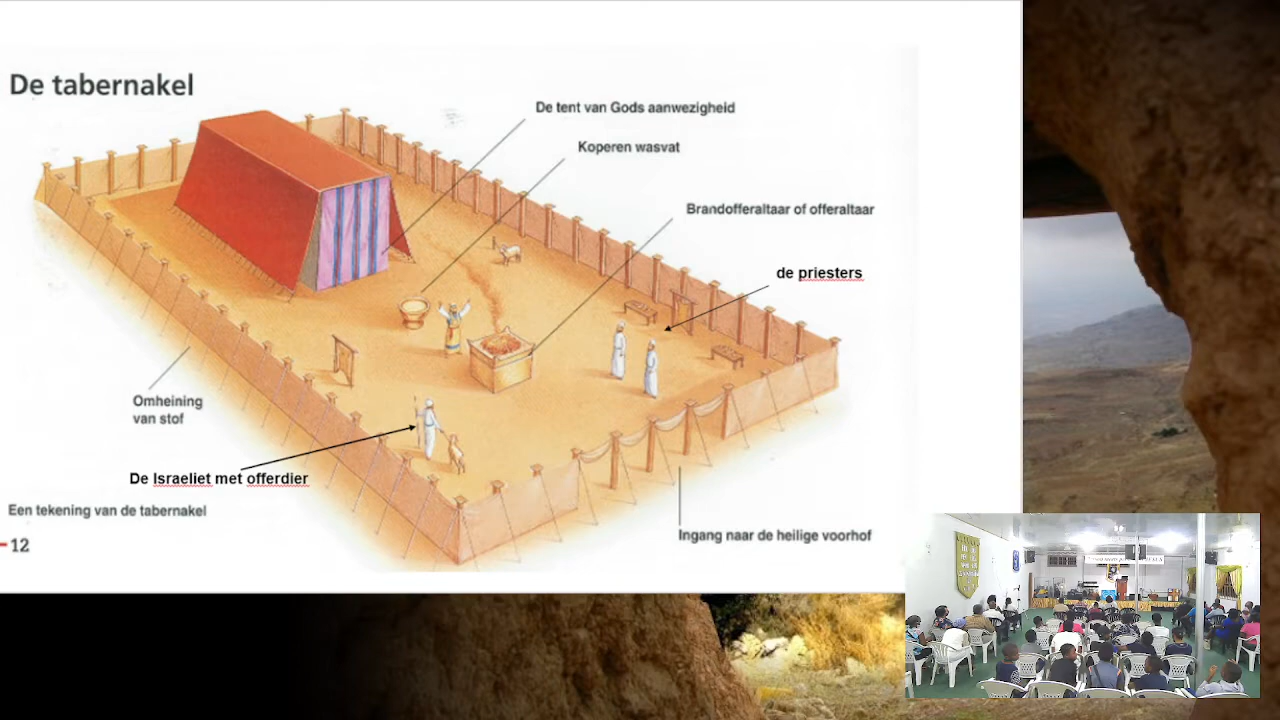 De tabernakel
De tent van Gods aanwezigheid
Koperen wasvat
Brandofferaltaar of offeraltaar
de priesters
Omheining
van stof
De Israeliet met offerdier
Een tekening van de tabernakel
Ingang naar de heilige voorhof
12